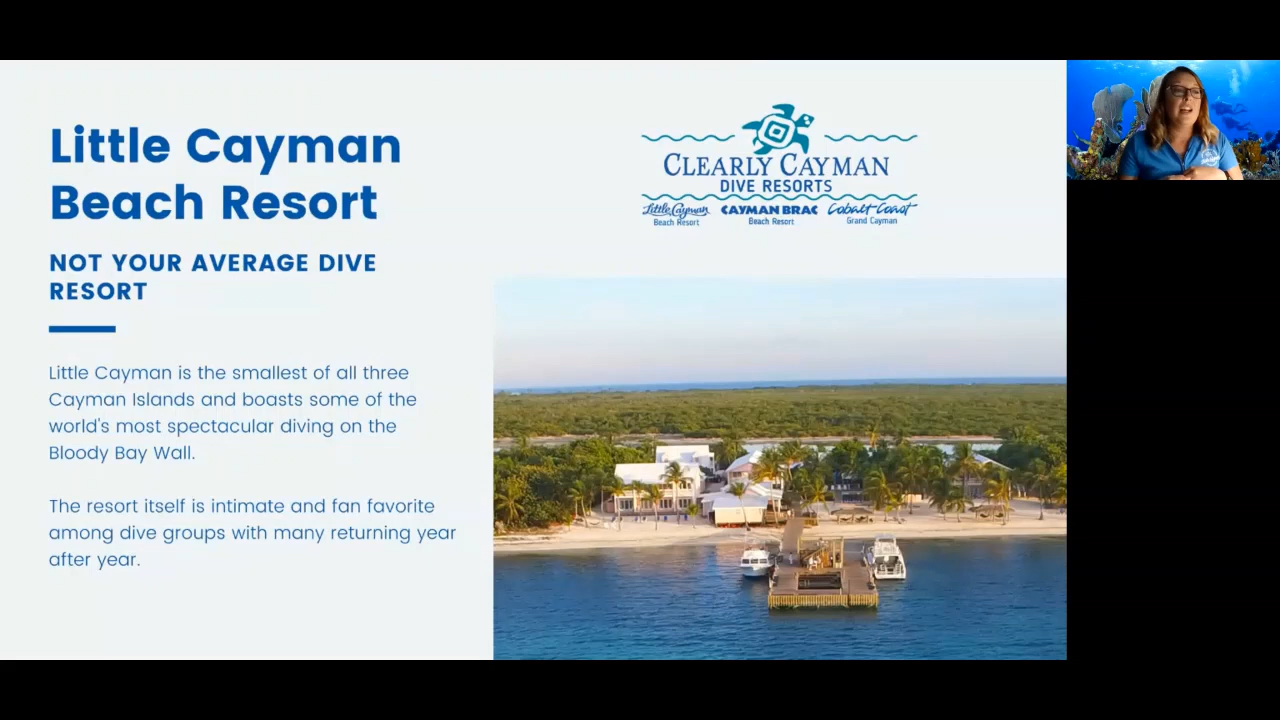 Little Cayman
Beach Resort
NOT YOUR AVERAGE DIVE
RESORT
Little Cayman is the smallest of all three
Cayman Islands and boasts some of the
world's most spectacular diving on the
Bloody Bay Wall.
The resort itself is intimate and fan favorite
among dive groups with many returning year
after year.
CLEARLY CAYMAN
DIVE RESORTS
Little Cayman CAYMAN BRAC Cobalt Coast
Beach Resort Beach Resort Grand Cayman